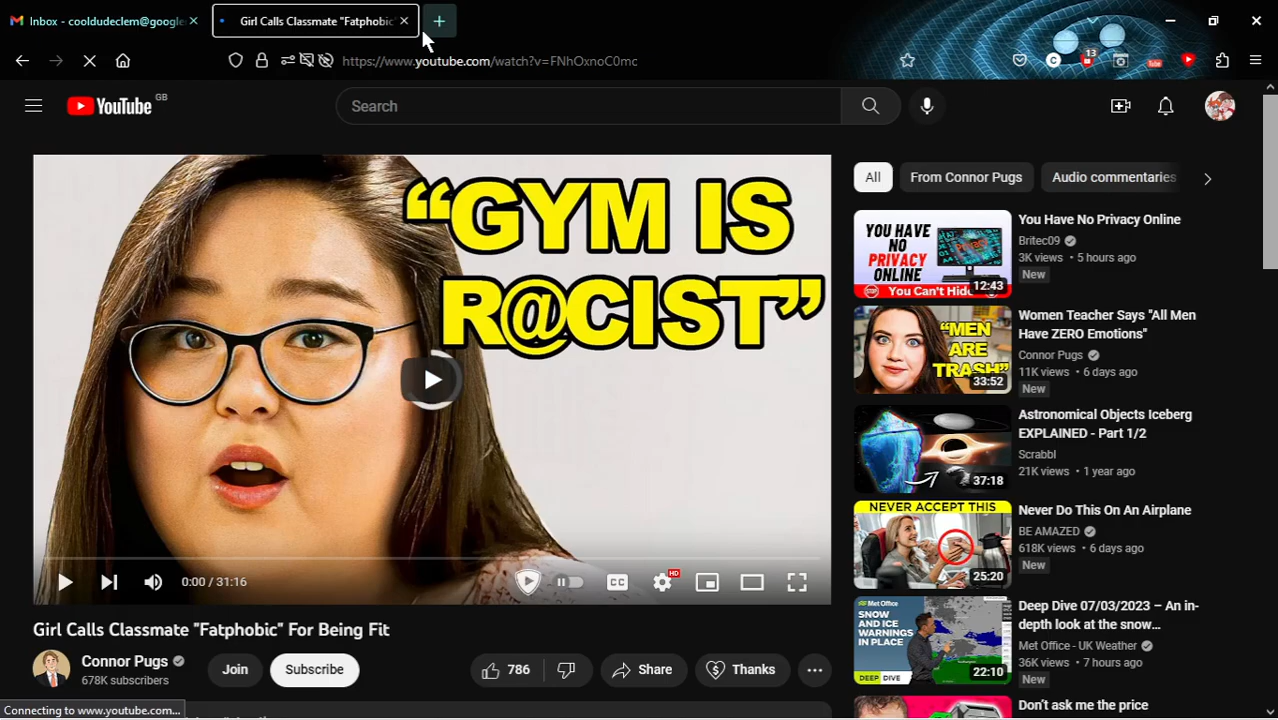 Inbox - cooldudeclem@google
Girl Calls Classmate "Fatphobic"
https://www.youtube.com/watch?v=FNhOxnoC0mc
13
YouTube GB
Search
"GYM IS
R@CIST"
0:00 / 31:16
CC
HD
Girl Calls Classmate "Fatphobic" For Being Fit
Connor Pugs
678K subscribers
Join
Subscribe
786
Share
Thanks
All
From Connor Pugs
Audio commentaries
YOU HAVE
NO
PRIVACY
ONLINE
You Can't Hide
12:43
You Have No Privacy Online
Britec09
3K views • 5 hours ago
New
"MEN
ARE
TRASH"
33:52
Women Teacher Says "All Men
Have ZERO Emotions"
Connor Pugs
11K views • 6 days ago
New
37:18
Astronomical Objects Iceberg
EXPLAINED - Part 1/2
Scrabbl
21K views • 1 year ago
NEVER ACCEPT THIS
25:20
Never Do This On An Airplane
BE AMAZED
618K views • 6 days ago
New
Met Office
SNOW
AND ICE
WARNINGS
IN PLACE
DEEP DIVE
22:10
Deep Dive 07/03/2023 – An in-
depth look at the snow…
Met Office - UK Weather
36K views • 7 hours ago
New
Don't ask me the price
Connecting to www.youtube.com…